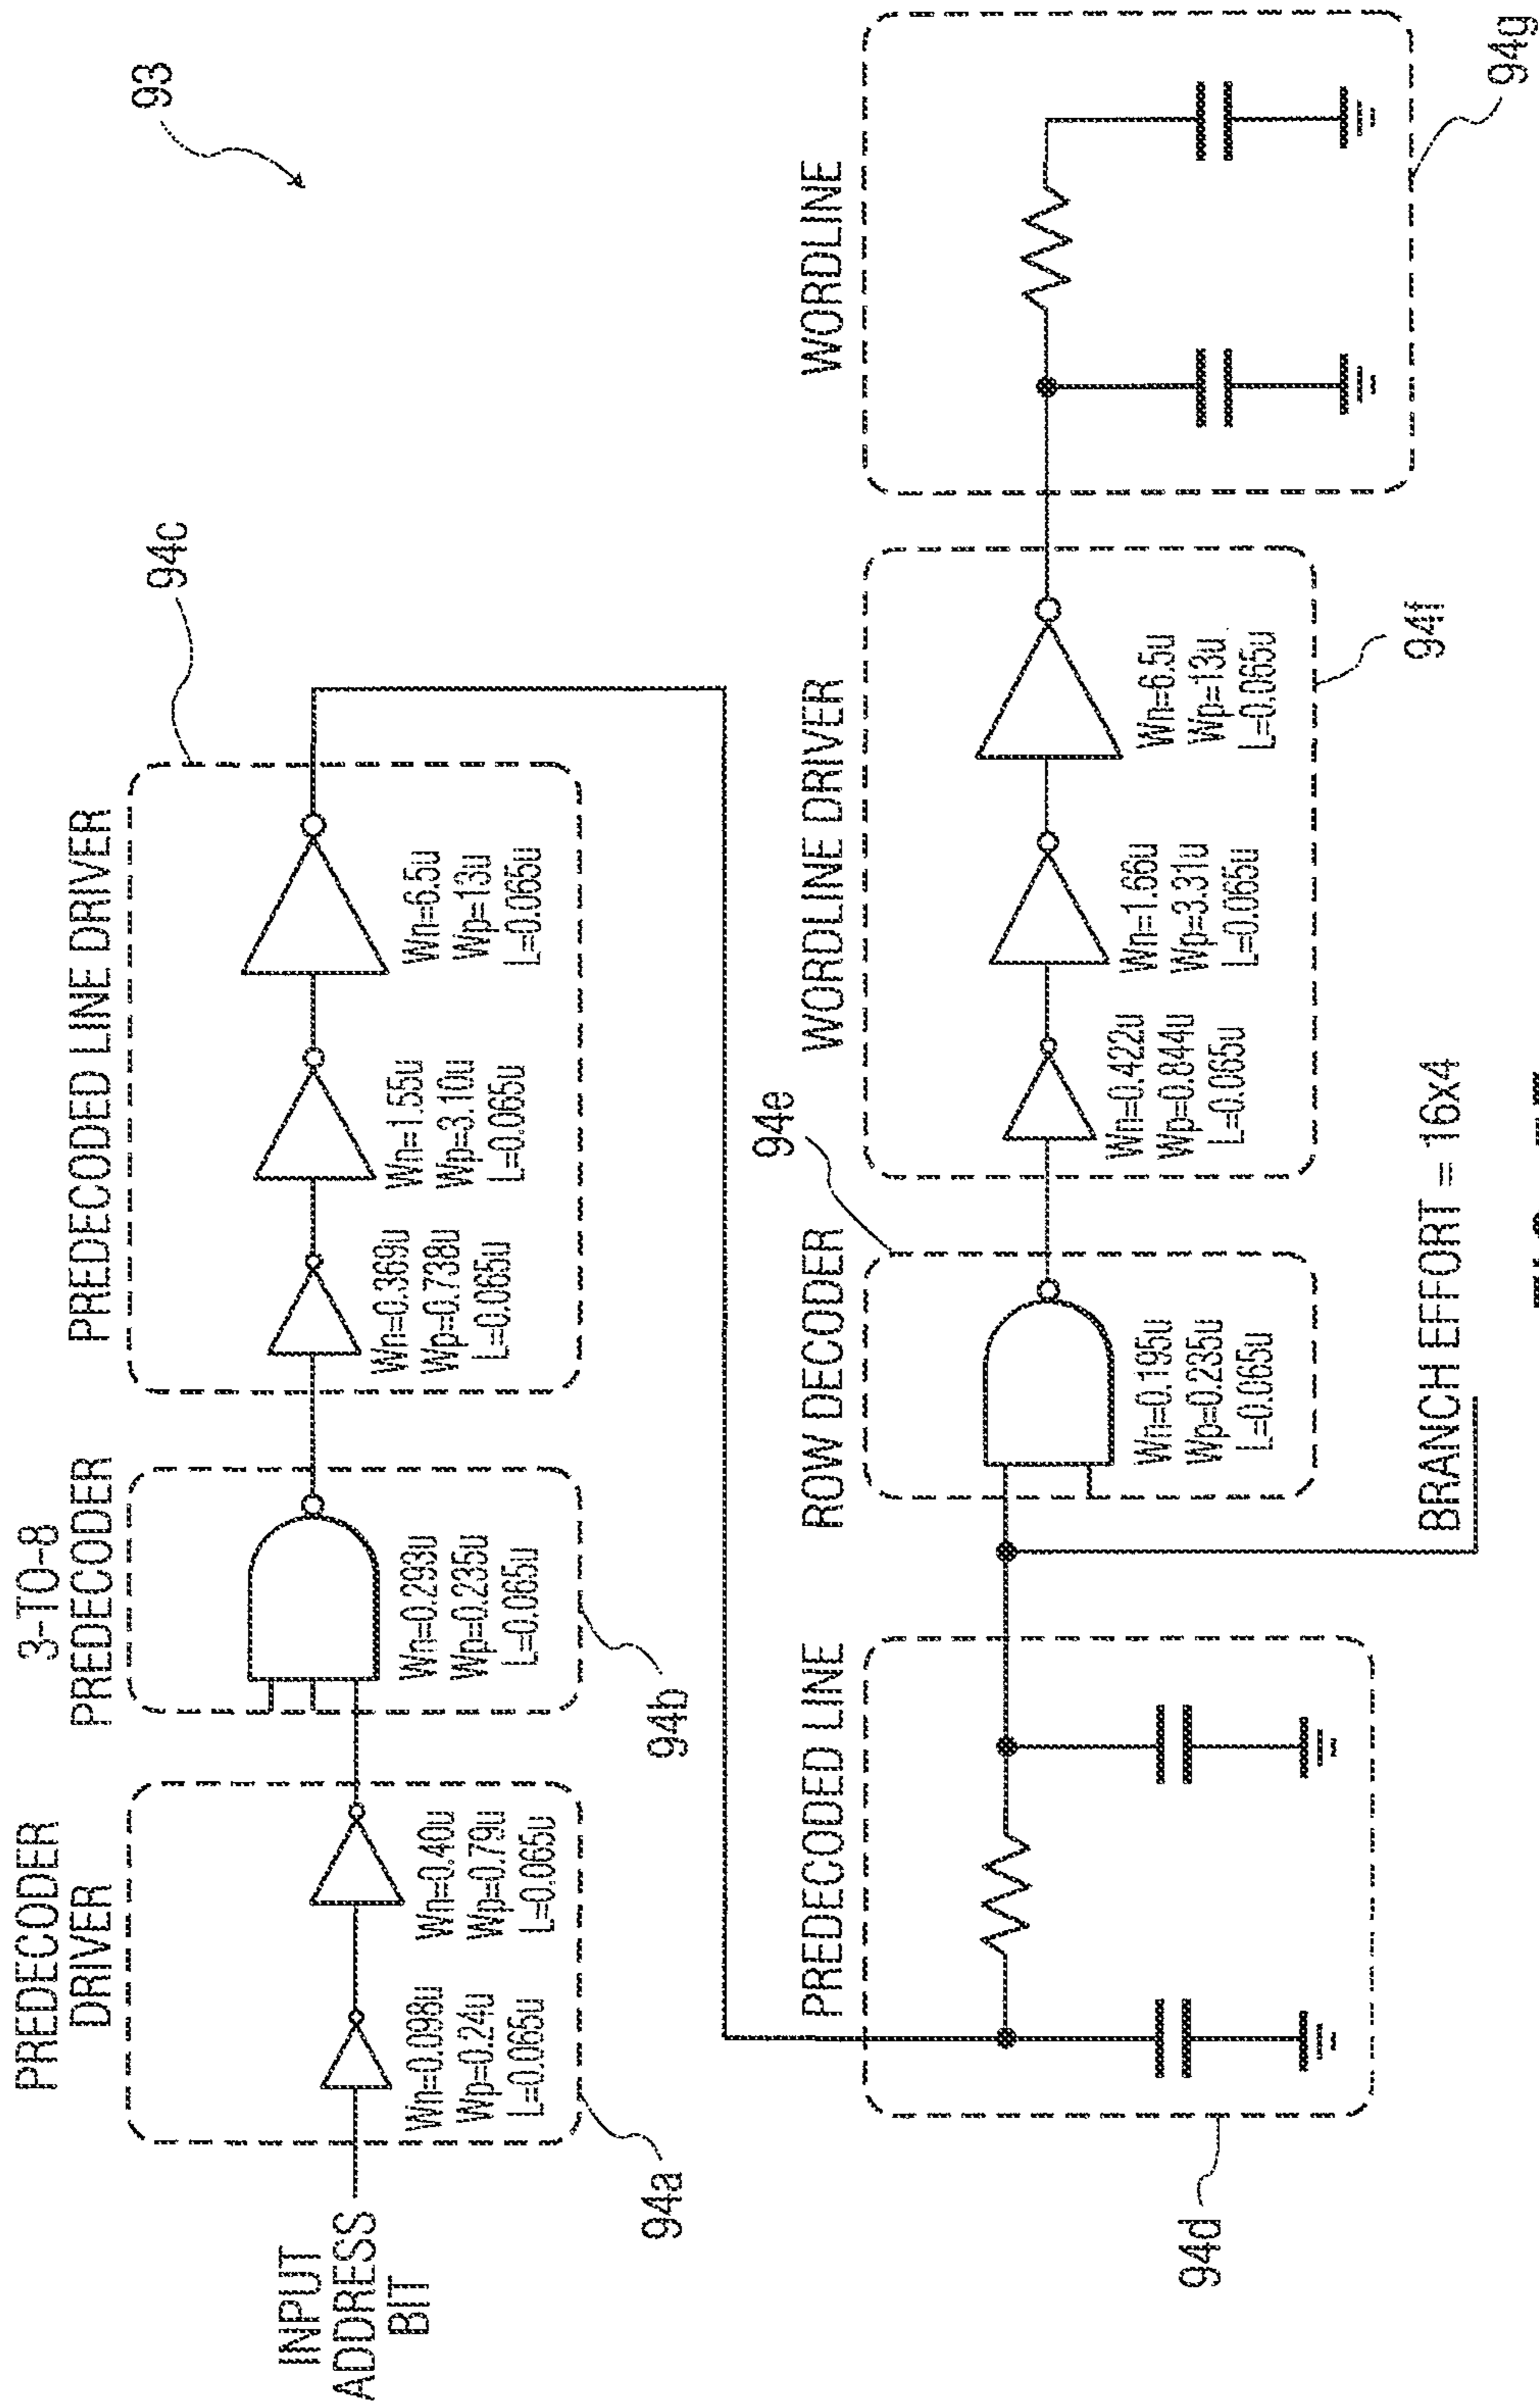 93
PREDECODER
DRIVER
3-TO-8
PREDECODER
PREDECODED LINE DRIVER
94c
INPUT
ADDRESS
BIT
Wn=0.098u
Wp=0.24u
L=0.065u
Wn=0.40u
Wp=0.79u
L=0.065u
Wn=0.293u
Wp=0.235u
L=0.065u
Wn=0.369u
Wp=0.738u
L=0.065u
Wn=1.55u
Wp=3.10u
L=0.065u
Wn=6.5u
Wp=13u
L=0.065u
94a
94b
PREDECODED LINE
ROW DECODER
94e
WORDLINE DRIVER
WORDLINE
Wn=0.195u
Wp=0.235u
L=0.065u
Wn=0.422u
Wp=0.844u
L=0.065u
Wn=1.66u
Wp=3.31u
L=0.065u
Wn=6.5u
Wp=13u
L=0.065u
94d
BRANCH EFFORT = 16x4
94f
94g